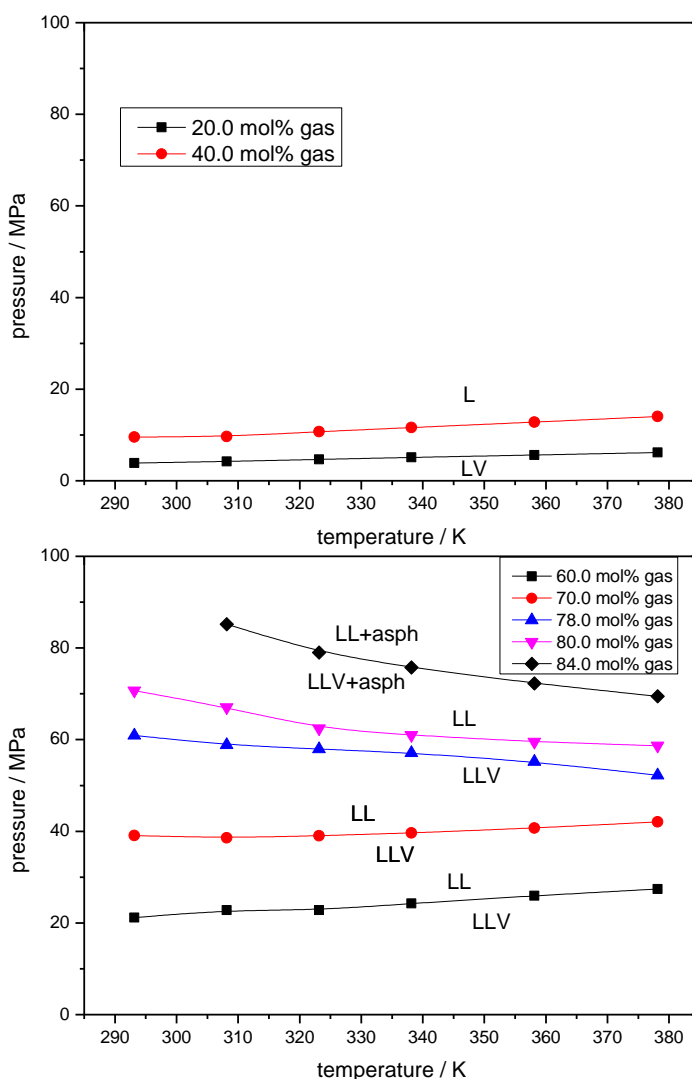 100
20.0 mol% gas
40.0 mol% gas
80
60
40
20
0
L
LV
pressure / MPa
290 300 310 320 330 340 350 360 370 380
temperature / K
100
60.0 mol% gas
70.0 mol% gas
78.0 mol% gas
80.0 mol% gas
84.0 mol% gas
80
60
40
20
0
LL+asph
LLV+asph
LL
LLV
LL
LLV
LL
LLV
pressure / MPa
290 300 310 320 330 340 350 360 370 380
temperature / K